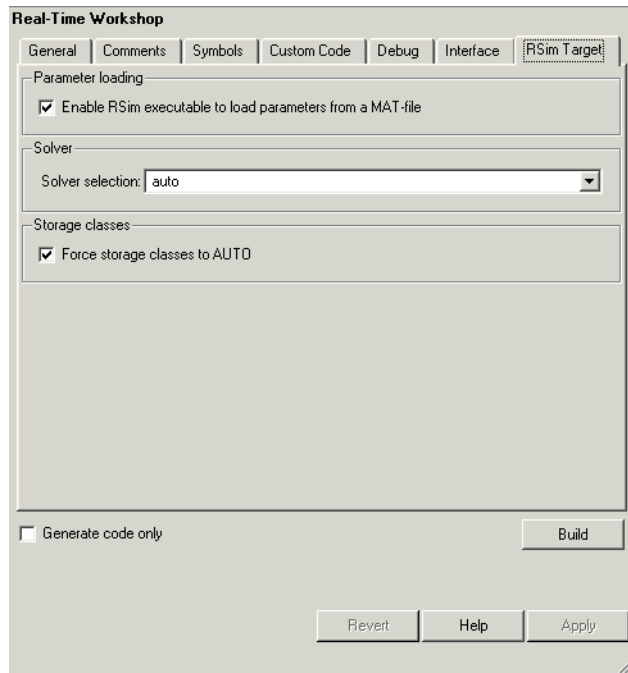 Real-Time Workshop
General Comments Symbols Custom Code Debug Interface RSim Target
Parameter loading
Enable RSim executable to load parameters from a MAT-file
Solver
Solver selection: auto
Storage classes
Force storage classes to AUTO
Generate code only Build
Revert Help Apply